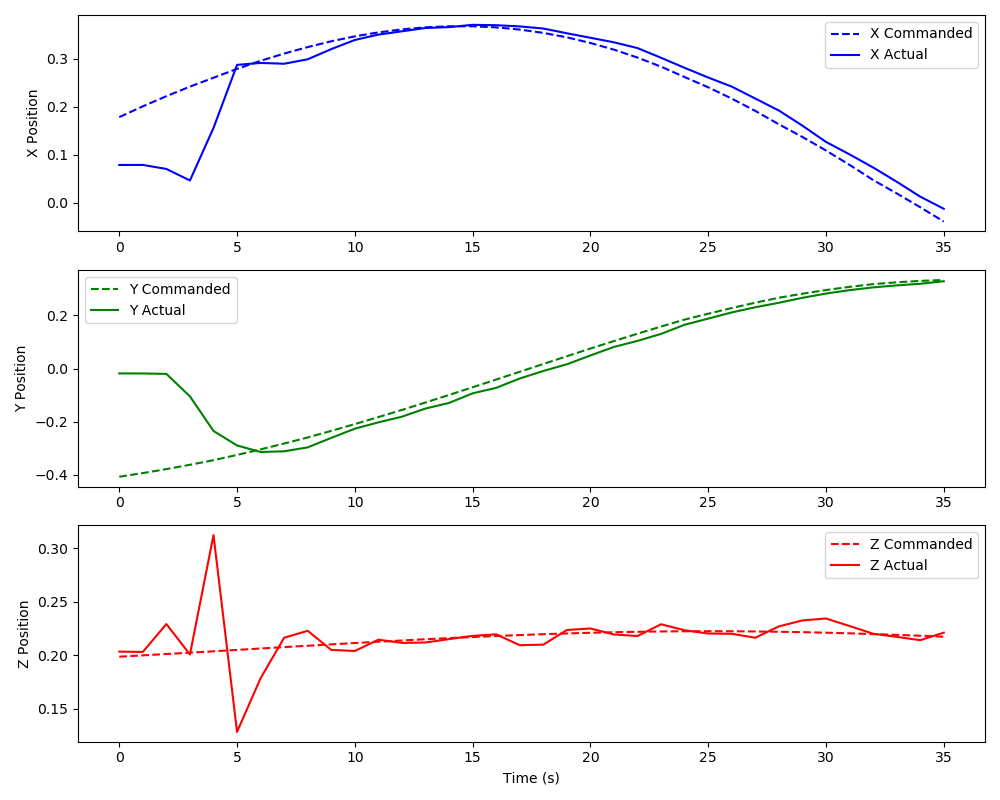 X Commanded
X Actual
X Position
0.3
0.2
0.1
0.0
0 5 10 15 20 25 30 35
Y Commanded
Y Actual
Y Position
0.2
0.0
−0.2
−0.4
0 5 10 15 20 25 30 35
Z Commanded
Z Actual
Z Position
0.30
0.25
0.20
0.15
0 5 10 15 20 25 30 35
Time (s)